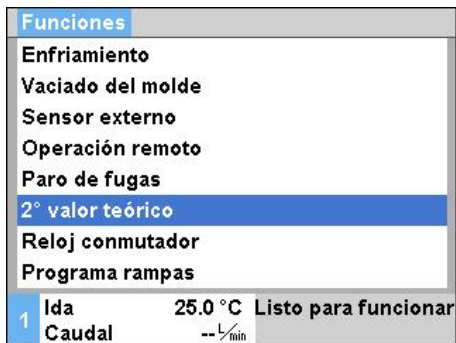 Funciones
Enfriamiento
Vaciado del molde
Sensor externo
Operación remoto
Paro de fugas
2° valor teórico
Reloj conmutador
Programa rampas
1 Ida 25.0 °C Listo para funcionar
Caudal -- L/min